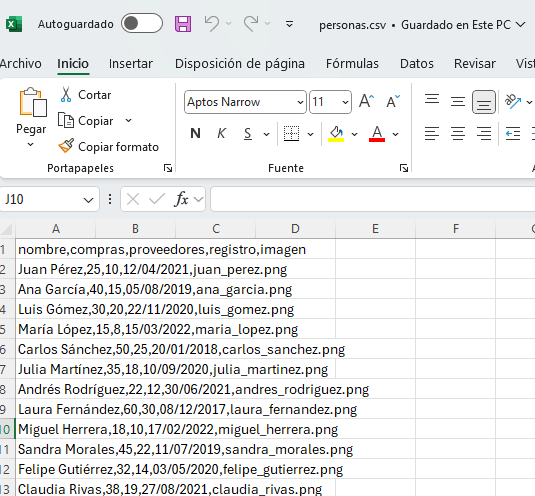 Autoguardado
personas.csv • Guardado en Este PC
Archivo Inicio Insertar Disposición de página Fórmulas Datos Revisar Vis
Pegar
Cortar
Copiar
Copiar formato
Portapapeles
Aptos Narrow 11 A A
N K S A
Fuente
J10 fx
A B C D E F
1 nombre,compras,proveedores,registro,imagen
2 Juan Pérez,25,10,12/04/2021,juan_perez.png
3 Ana García,40,15,05/08/2019,ana_garcia.png
4 Luis Gómez,30,20,22/11/2020,luis_gomez.png
5 María López,15,8,15/03/2022,maria_lopez.png
6 Carlos Sánchez,50,25,20/01/2018,carlos_sanchez.png
7 Julia Martínez,35,18,10/09/2020,julia_martinez.png
8 Andrés Rodríguez,22,12,30/06/2021,andres_rodriguez.png
9 Laura Fernández,60,30,08/12/2017,laura_fernandez.png
10 Miguel Herrera,18,10,17/02/2022,miguel_herrera.png
11 Sandra Morales,45,22,11/07/2019,sandra_morales.png
12 Felipe Gutiérrez,32,14,03/05/2020,felipe_gutierrez.png
13 Claudia Rivas,38,19,27/08/2021,claudia_rivas.png